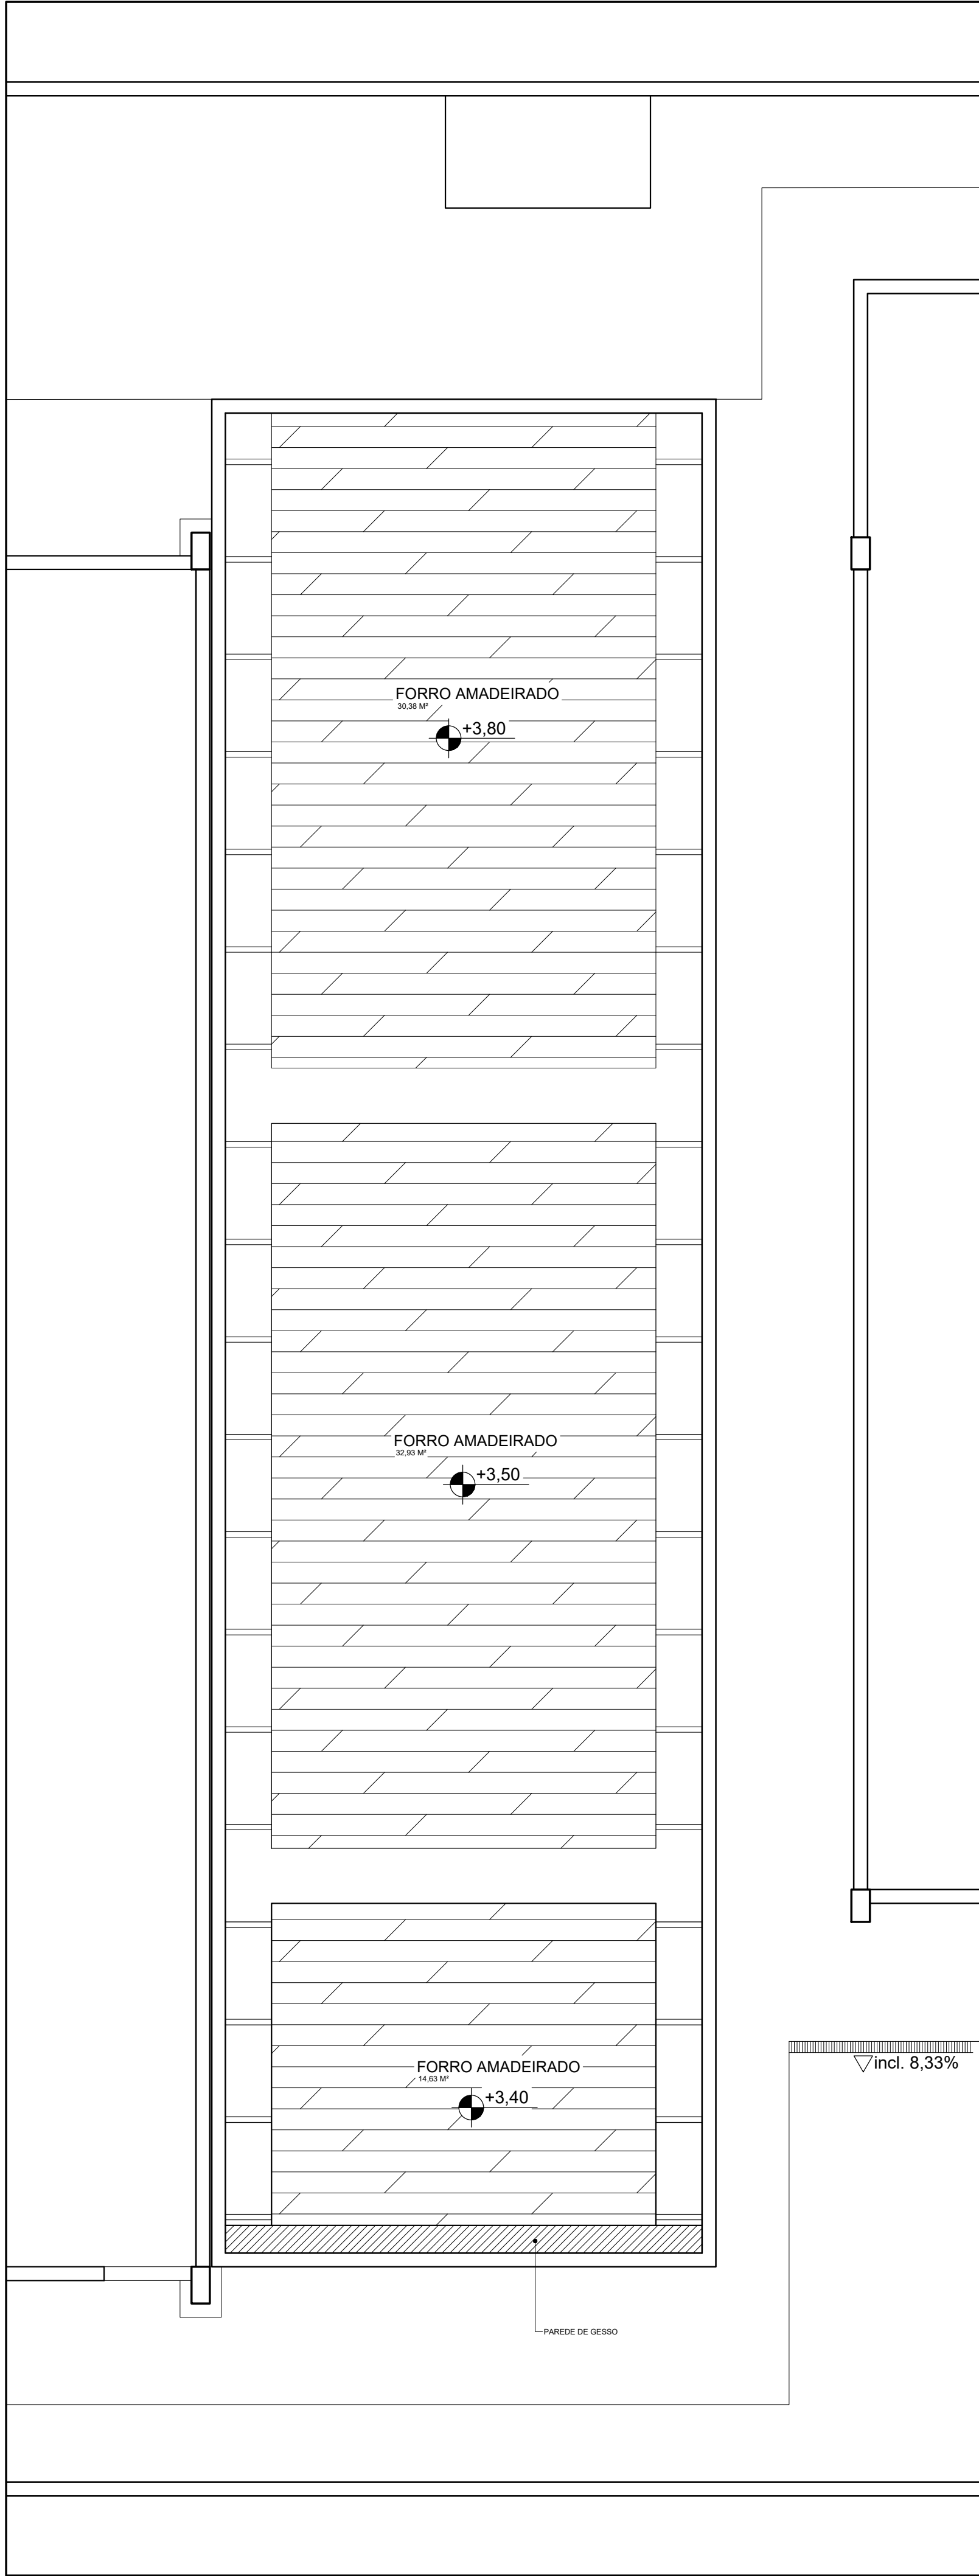 FORRO AMADEIRADO
30,38 M²
+3,80
FORRO AMADEIRADO
32,93 M²
+3,50
FORRO AMADEIRADO
14,63 M²
+3,40
incl. 8,33%
PAREDE DE GESSO